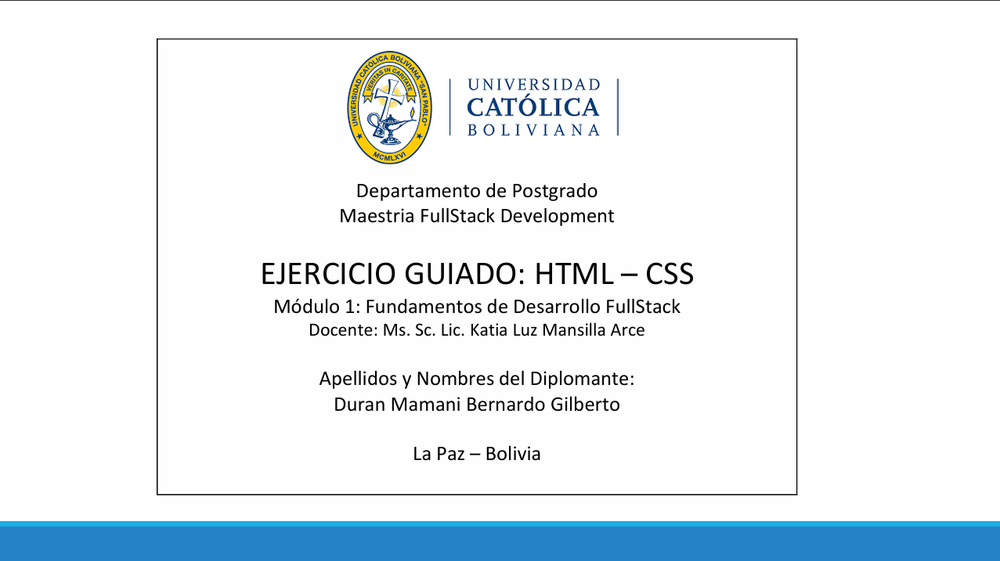 UNIVERSIDAD CATÓLICA BOLIVIANA "SAN PABLO"
VERITAS IN CARITATE
MCMLXVI
UNIVERSIDAD
CATÓLICA
BOLIVIANA
Departamento de Postgrado
Maestria FullStack Development
EJERCICIO GUIADO: HTML – CSS
Módulo 1: Fundamentos de Desarrollo FullStack
Docente: Ms. Sc. Lic. Katia Luz Mansilla Arce
Apellidos y Nombres del Diplomante:
Duran Mamani Bernardo Gilberto
La Paz – Bolivia